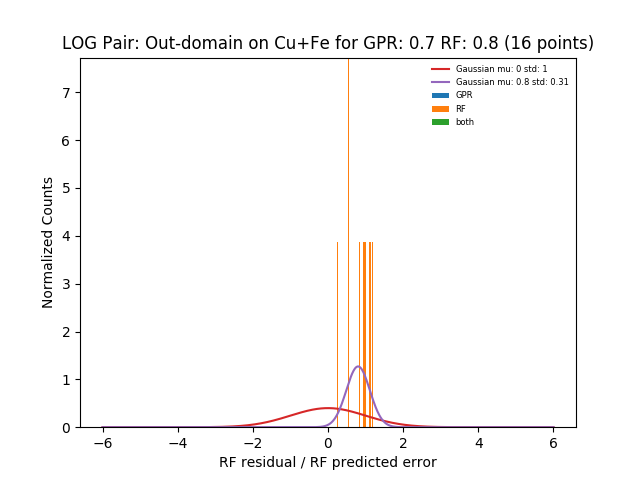 LOG Pair: Out-domain on Cu+Fe for GPR: 0.7 RF: 0.8 (16 points)
Gaussian mu: 0 std: 1
Gaussian mu: 0.8 std: 0.31
GPR
RF
both
Normalized Counts
7
6
5
4
3
2
1
0
−6 −4 −2 0 2 4 6
RF residual / RF predicted error